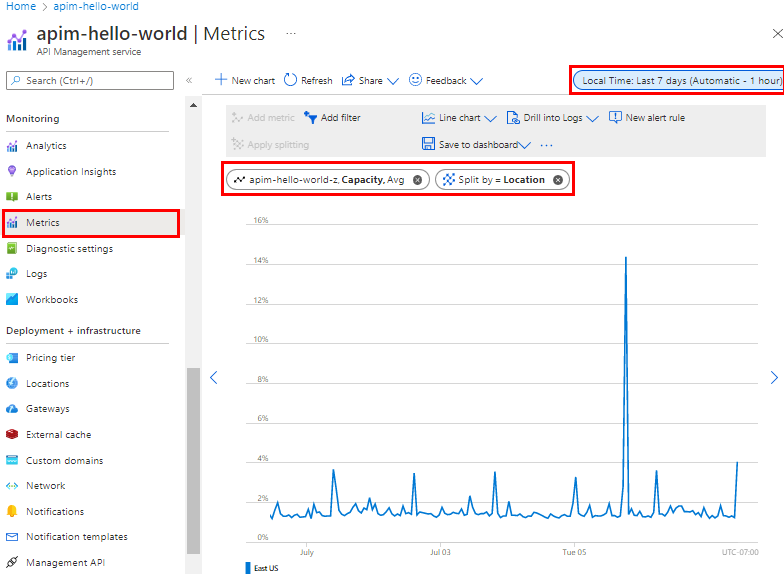 Home > apim-hello-world
apim-hello-world | Metrics ...
API Management service
Search (Ctrl+/)
«
New chart Refresh Share Feedback
Local Time: Last 7 days (Automatic - 1 hour)
Monitoring
Analytics
Application Insights
Alerts
Metrics
Diagnostic settings
Logs
Workbooks
Deployment + infrastructure
Pricing tier
Locations
Gateways
External cache
Custom domains
Network
Notifications
Notification templates
Management API
Add metric Add filter Line chart Drill into Logs New alert rule
Apply splitting Save to dashboard ...
apim-hello-world-z, Capacity, Avg Split by = Location
16%
14%
12%
10%
8%
6%
4%
2%
0%
July Jul 03 Tue 05 UTC-07:00
East US